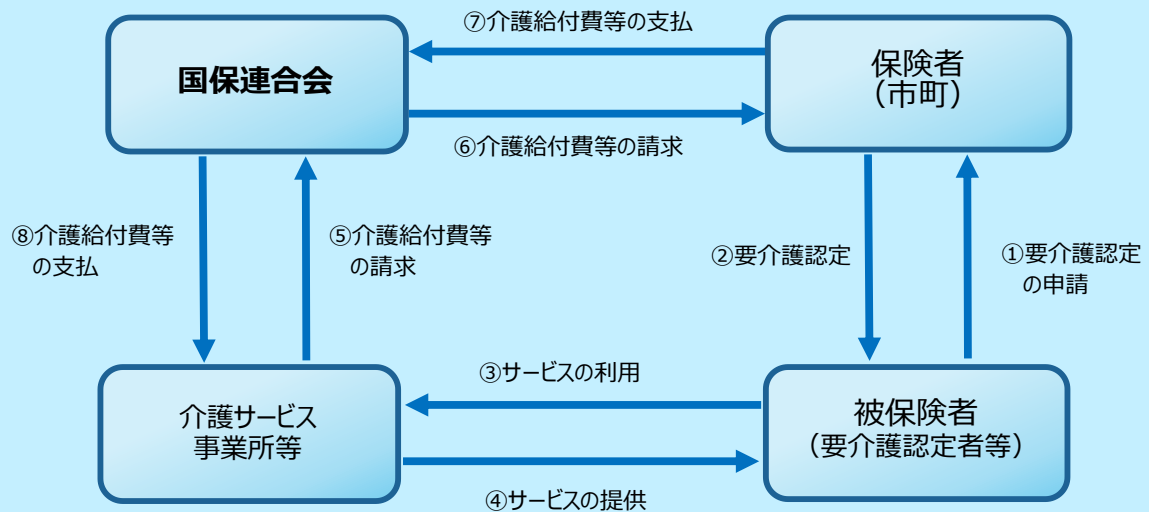 ⑦介護給付費等の支払
国保連合会
保険者
（市町）
⑥介護給付費等の請求
⑧介護給付費等
の支払
⑤介護給付費等
の請求
②要介護認定
①要介護認定
の申請
③サービスの利用
介護サービス
事業所等
被保険者
（要介護認定者等）
④サービスの提供